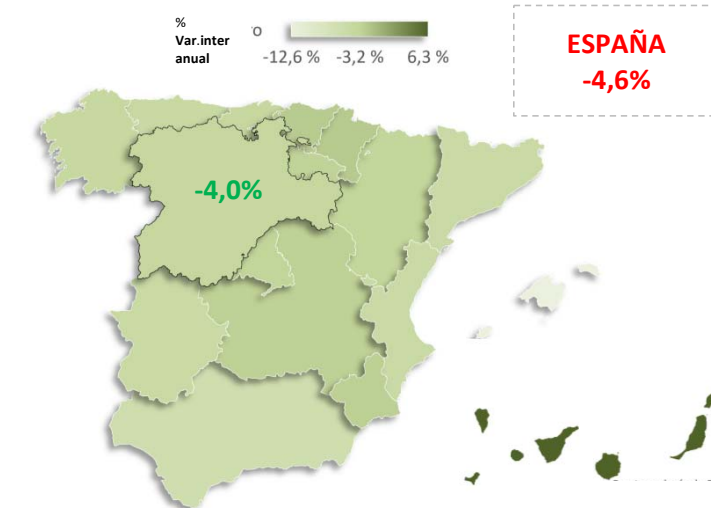 %
Var.inter
anual
-12,6 % -3,2 % 6,3 %
ESPAÑA
-4,6%
-4,0%